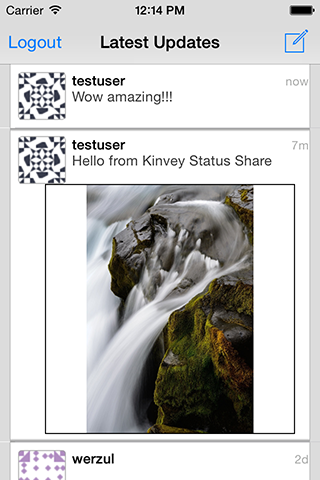 Carrier 12:14 PM
Logout Latest Updates
testuser now
Wow amazing!!!
testuser 7m
Hello from Kinvey Status Share
werzul 2d